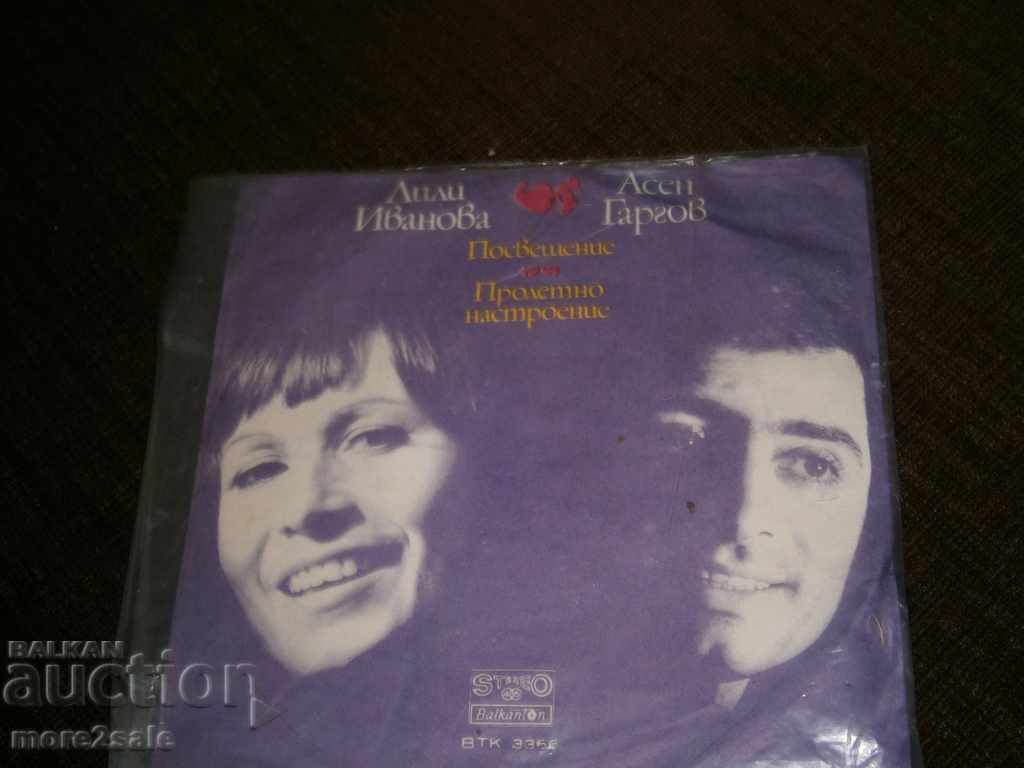 Лили
Иванова
Асен
Гаргов
Посвещение
Пролетно
настроение
STEREO
Balkanton
ВТК 3356
BALKAN
auction
more2sale